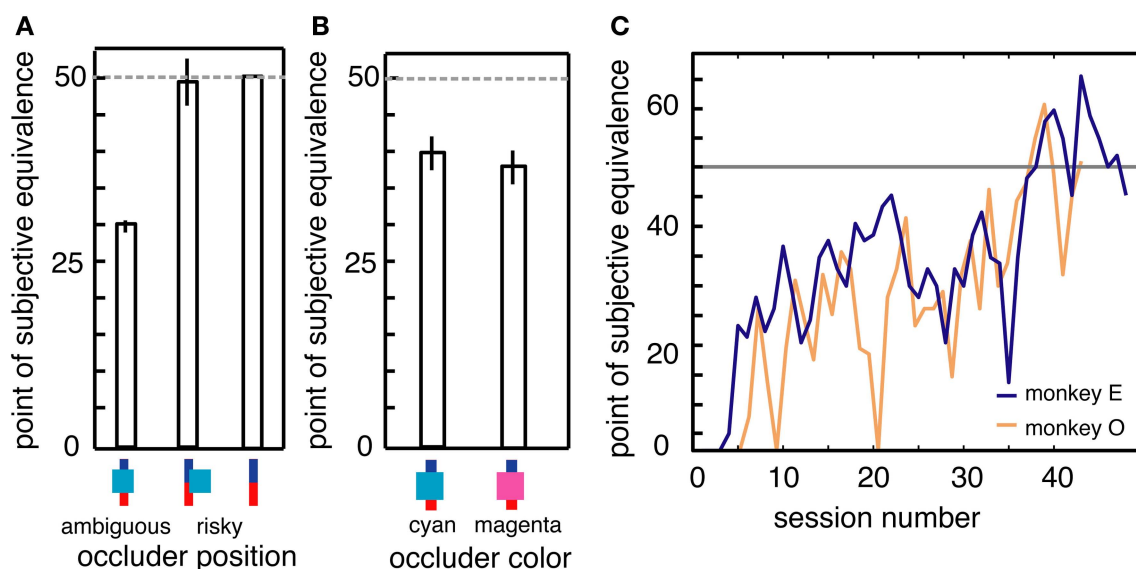 A
point of subjective equivalence
50
25
0
ambiguous risky
occluder position
B
point of subjective equivalence
50
25
0
cyan magenta
occluder color
C
point of subjective equivalence
60
40
20
0
0 10 20 30 40
session number
monkey E
monkey O